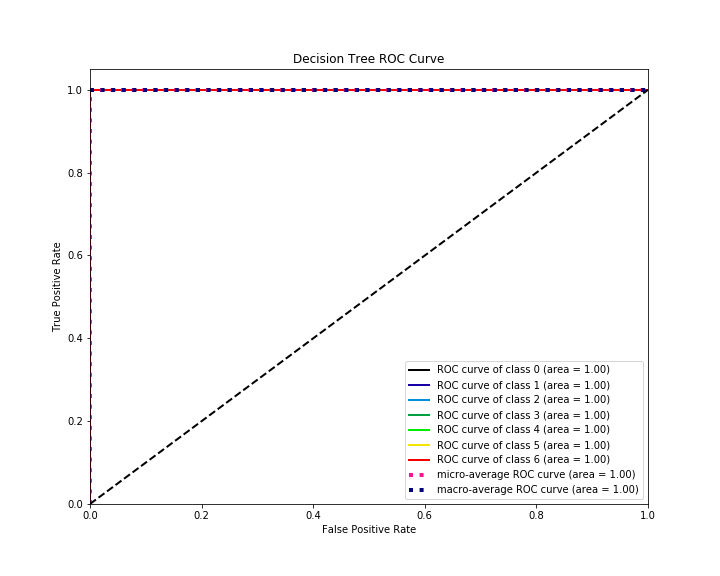 Decision Tree ROC Curve
1.0
0.8
0.6
0.4
0.2
0.0
True Positive Rate
ROC curve of class 0 (area = 1.00)
ROC curve of class 1 (area = 1.00)
ROC curve of class 2 (area = 1.00)
ROC curve of class 3 (area = 1.00)
ROC curve of class 4 (area = 1.00)
ROC curve of class 5 (area = 1.00)
ROC curve of class 6 (area = 1.00)
micro-average ROC curve (area = 1.00)
macro-average ROC curve (area = 1.00)
0.0 0.2 0.4 0.6 0.8 1.0
False Positive Rate